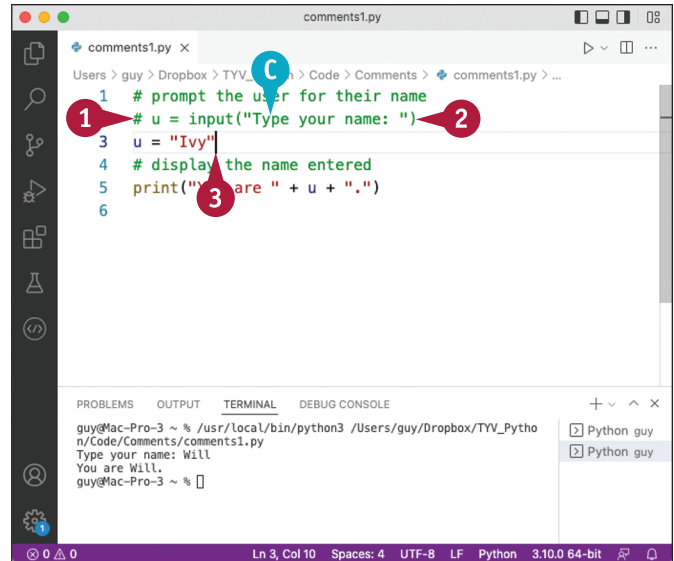 comments1.py
comments1.py
Users > guy > Dropbox > TYV_ n > Code > Comments > comments1.py > ...
C
1 # prompt the user for their name
1 # u = input("Type your name: ") 2
3 u = "Ivy"
4 # display the name entered
3
5 print(" are " + u + ".")
6
PROBLEMS OUTPUT TERMINAL DEBUG CONSOLE
guy@Mac-Pro-3 ~ % /usr/local/bin/python3 /Users/guy/Dropbox/TYV_Pytho
n/Code/Comments/comments1.py
Type your name: Will
You are Will.
guy@Mac-Pro-3 ~ %
Python guy
Python guy
1
0 0 Ln 3, Col 10 Spaces: 4 UTF-8 LF Python 3.10.0 64-bit